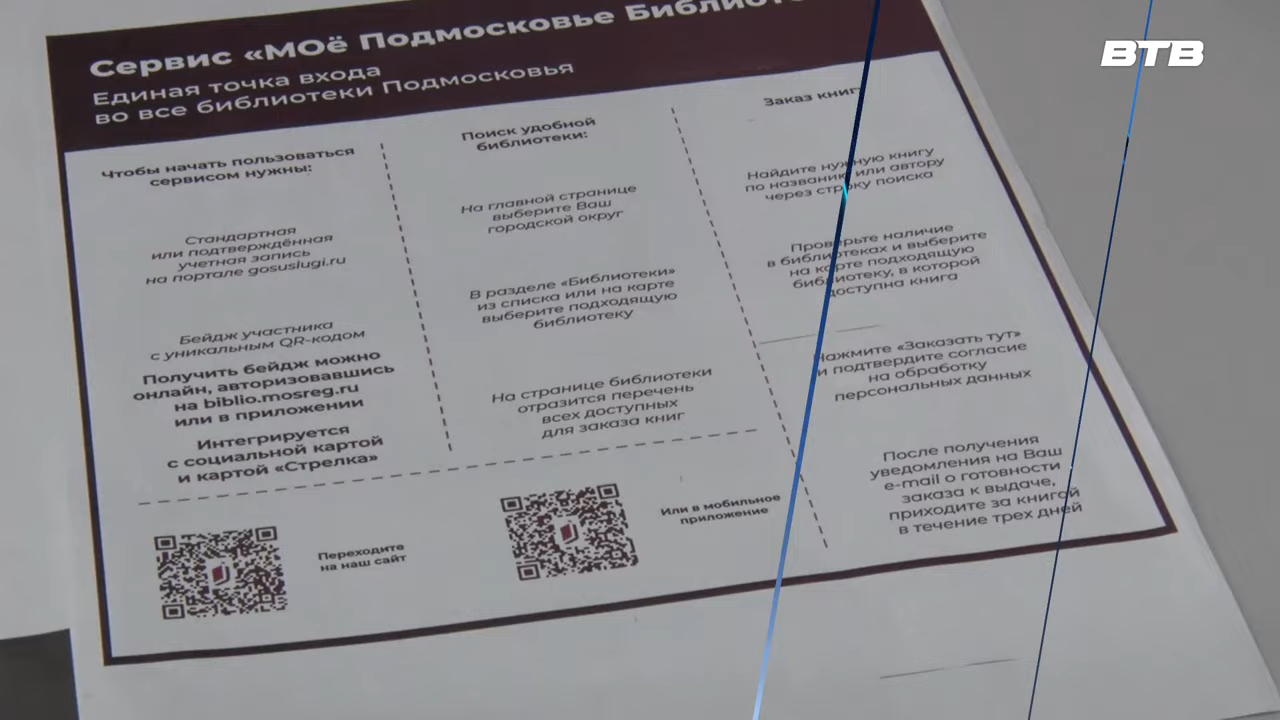 Сервис «МОё Подмосковье Библиоте
Единая точка входа
во все библиотеки Подмосковья
Чтобы начать пользоваться
сервисом нужны:
Стандартная
или подтверждённая
учетная запись
на портале gosuslugi.ru
Бейдж участника
с уникальным QR-кодом
Получить бейдж можно
онлайн, авторизовавшись
на biblio.mosreg.ru
или в приложении
Интегрируется
с социальной картой
и картой «Стрелка»
Поиск удобной
библиотеки:
На главной странице
выберите Ваш
городской округ
В разделе «Библиотеки»
из списка или на карте
выберите подходящую
библиотеку
На странице библиотеки
отразится перечень
всех доступных
для заказа книг
Заказ книг
Найдите нужную книгу
по названию или автору
через строку поиска
Проверьте наличие
в библиотеках и выберите
на карте подходящую
библиотеку, в которой
доступна книга
Нажмите «Заказать тут»
и подтвердите согласие
на обработку
персональных данных
После получения
уведомления на Ваш
e-mail о готовности
заказа к выдаче,
приходите за книгой
в течение трех дней
Переходите
на наш сайт
Или в мобильное
приложение
ВТВ